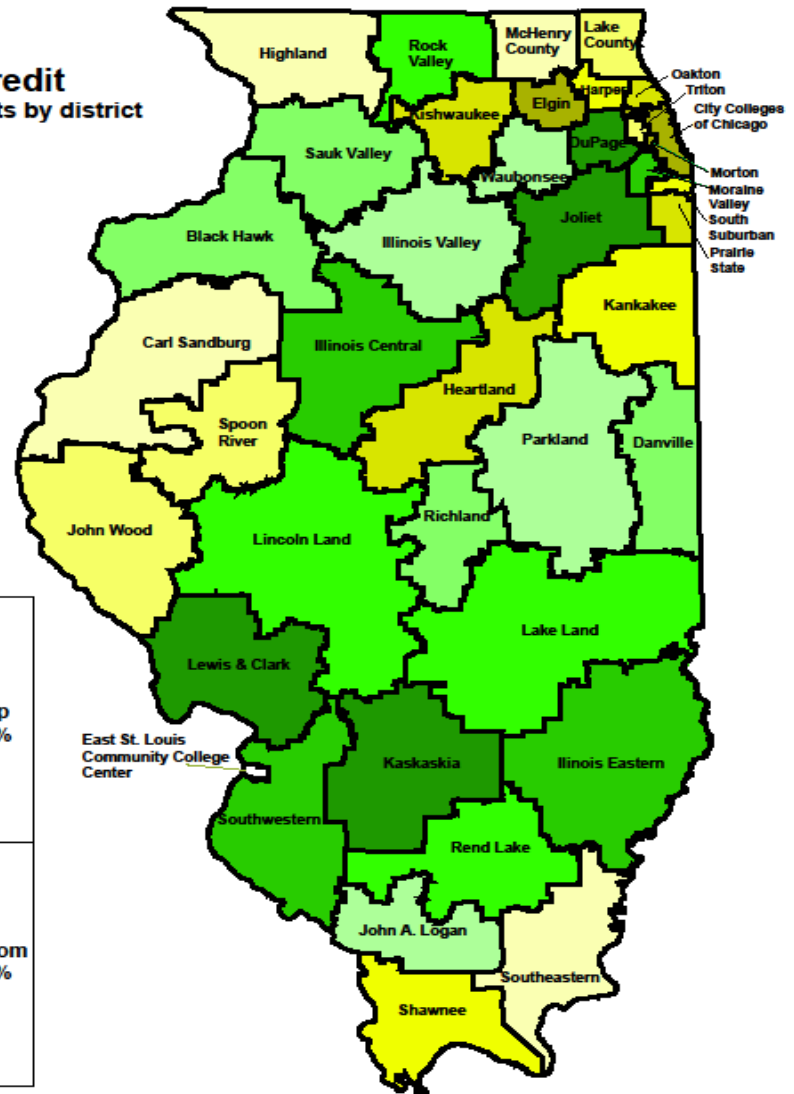 redit
ts by district
Highland
Rock
Valley
McHenry
County
Lake
County
Oakton
Triton
City Colleges
of Chicago
Harper
Elgin
Kishwaukee
DuPage
Sauk Valley
Waubonsee
Morton
Moraine
Valley
South
Suburban
Prairie
State
Black Hawk
Illinois Valley
Joliet
Kankakee
Carl Sandburg
Illinois Central
Heartland
Spoon
River
Parkland
Danville
John Wood
Lincoln Land
Richland
Lake Land
Lewis & Clark
p
%
East St. Louis
Community College
Center
Kaskaskia
Illinois Eastern
Southwestern
Rend Lake
John A. Logan
om
%
Southeastern
Shawnee